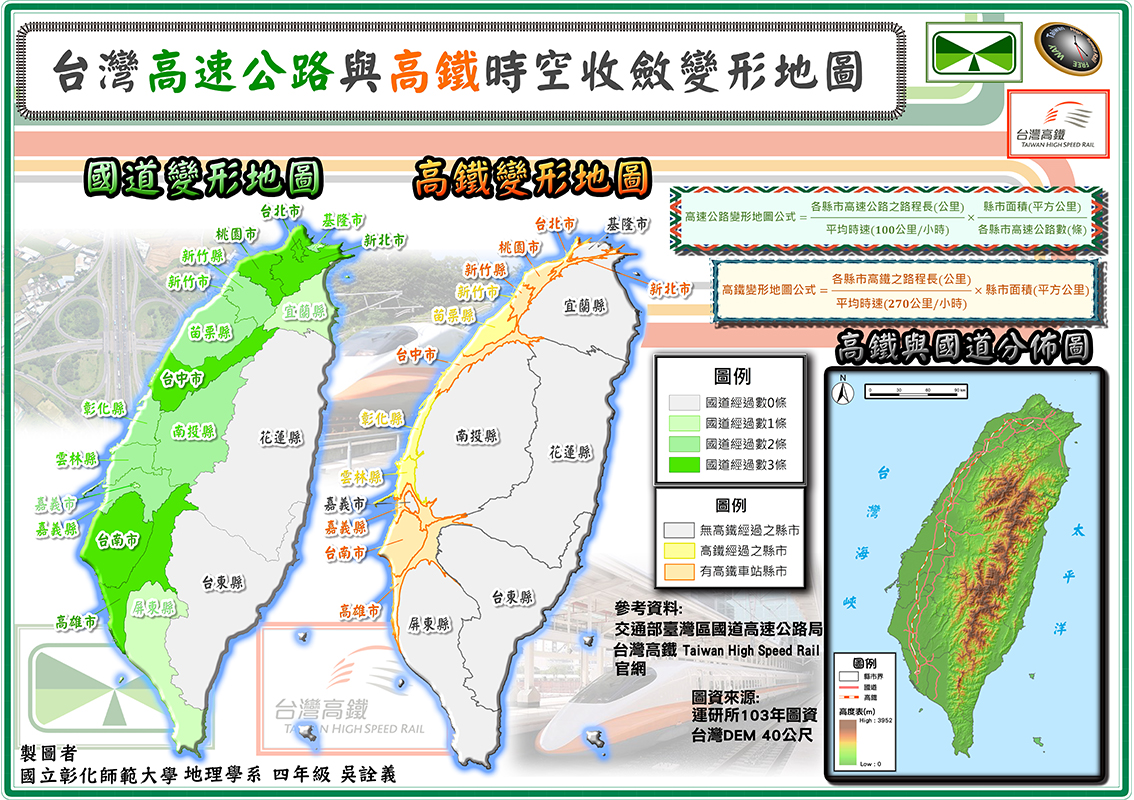 台灣高速公路與高鐵時空收斂變形地圖
台灣高鐵
TAIWAN HIGH SPEED RAIL
國道變形地圖
高鐵變形地圖
高速公路變形地圖公式 = 各縣市高速公路之路程長(公里) / 平均時速(100公里/小時) × 縣市面積(平方公里) / 各縣市高速公路數(條)
高鐵變形地圖公式 = 各縣市高鐵之路程長(公里) / 平均時速(270公里/小時) × 縣市面積(平方公里)
台北市
基隆市
新北市
桃園市
新竹縣
新竹市
宜蘭縣
苗栗縣
台中市
彰化縣
南投縣
花蓮縣
雲林縣
嘉義市
嘉義縣
台南市
台東縣
屏東縣
高雄市
台北市
基隆市
桃園市
新竹縣
新北市
新竹市
宜蘭縣
苗栗縣
台中市
彰化縣
南投縣
花蓮縣
雲林縣
嘉義市
嘉義縣
台南市
台東縣
高雄市
屏東縣
圖例
國道經過數0條
國道經過數1條
國道經過數2條
國道經過數3條
圖例
無高鐵經過之縣市
高鐵經過之縣市
有高鐵車站縣市
高鐵與國道分佈圖
N
0 30 60 90 km
台灣海峽
太平洋
圖例
縣市界
國道
高鐵
高度表(m)
High : 3952
Low : 0
參考資料:
交通部臺灣區國道高速公路局
台灣高鐵 Taiwan High Speed Rail
官網
圖資來源:
運研所103年圖資
台灣DEM 40公尺
台灣高鐵
TAIWAN HIGH SPEED RAIL
製圖者
國立彰化師範大學 地理學系 四年級 吳詮義